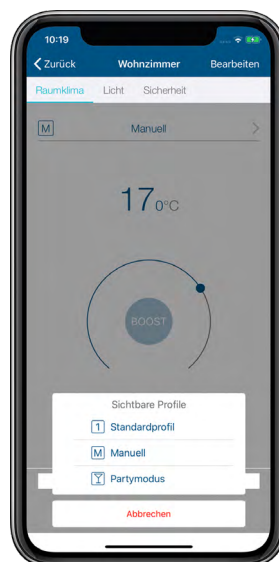 10:19
Zurück Wohnzimmer Bearbeiten
Raumklima Licht Sicherheit
M Manuell
17 0°C
BOOST
Sichtbare Profile
1 Standardprofil
M Manuell
Partymodus
Abbrechen